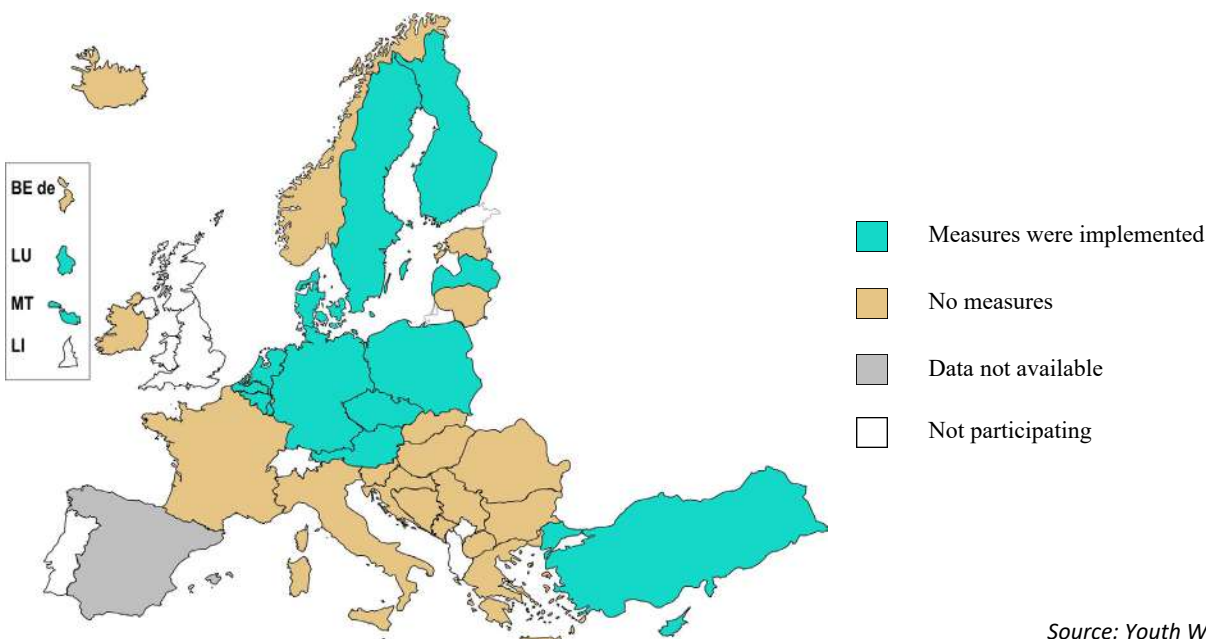 BE de
LU
MT
LI
Measures were implemented
No measures
Data not available
Not participating
Source: Youth W